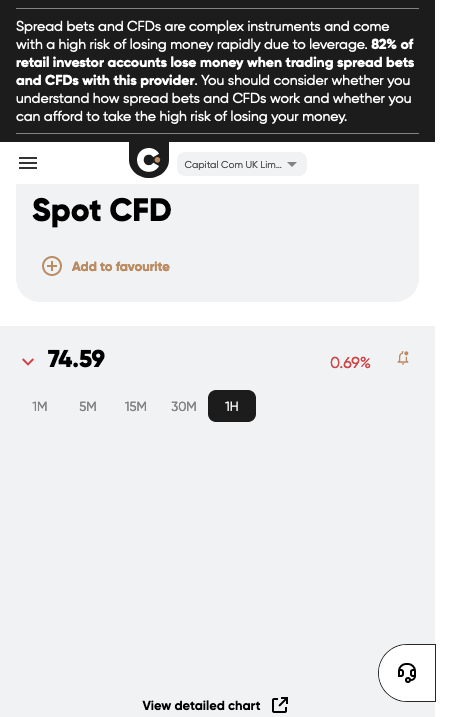 Spread bets and CFDs are complex instruments and come
with a high risk of losing money rapidly due to leverage. 82% of
retail investor accounts lose money when trading spread bets
and CFDs with this provider. You should consider whether you
understand how spread bets and CFDs work and whether you
can afford to take the high risk of losing your money.
Capital Com UK Lim...
Spot CFD
Add to favourite
74.59
0.69%
1M 5M 15M 30M 1H
View detailed chart